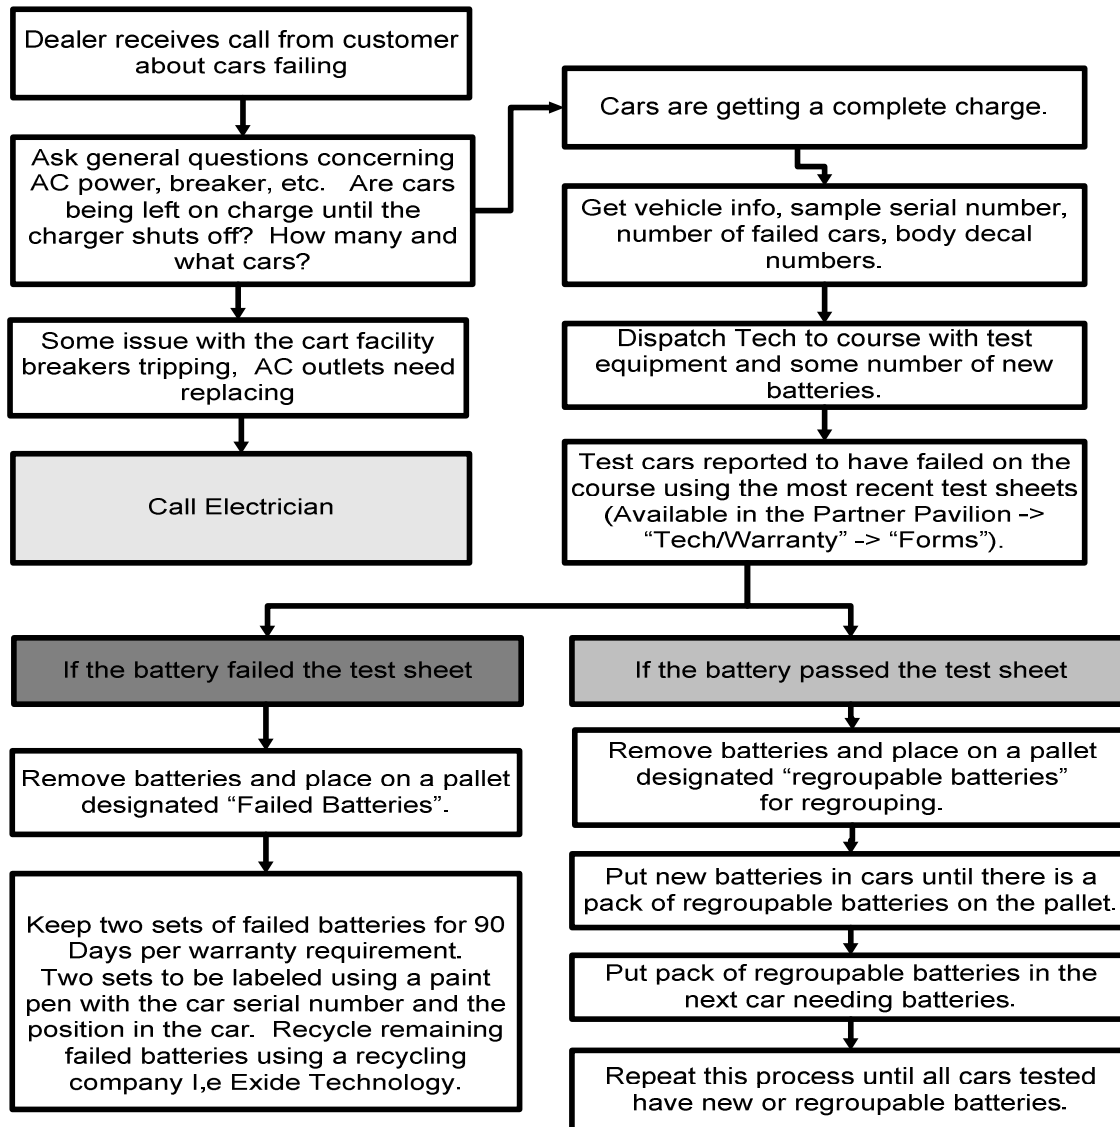 Dealer receives call from customer
about cars failing
Ask general questions concerning
AC power, breaker, etc.   Are cars
being left on charge until the
charger shuts off?  How many and
what cars?
Some issue with the cart facility
breakers tripping,  AC outlets need
replacing
Call Electrician
Cars are getting a complete charge.
Get vehicle info, sample serial number,
number of failed cars, body decal
numbers.
Dispatch Tech to course with test
equipment and some number of new
batteries.
Test cars reported to have failed on the
course using the most recent test sheets
(Available in the Partner Pavilion ->
“Tech/Warranty” -> “Forms”).
If the battery failed the test sheet
Remove batteries and place on a pallet
designated “Failed Batteries”.
Keep two sets of failed batteries for 90
Days per warranty requirement.
Two sets to be labeled using a paint
pen with the car serial number and the
position in the car.  Recycle remaining
failed batteries using a recycling
company I,e Exide Technology.
If the battery passed the test sheet
Remove batteries and place on a pallet
designated “regroupable batteries”
for regrouping.
Put new batteries in cars until there is a
pack of regroupable batteries on the pallet.
Put pack of regroupable batteries in the
next car needing batteries.
Repeat this process until all cars tested
have new or regroupable batteries.